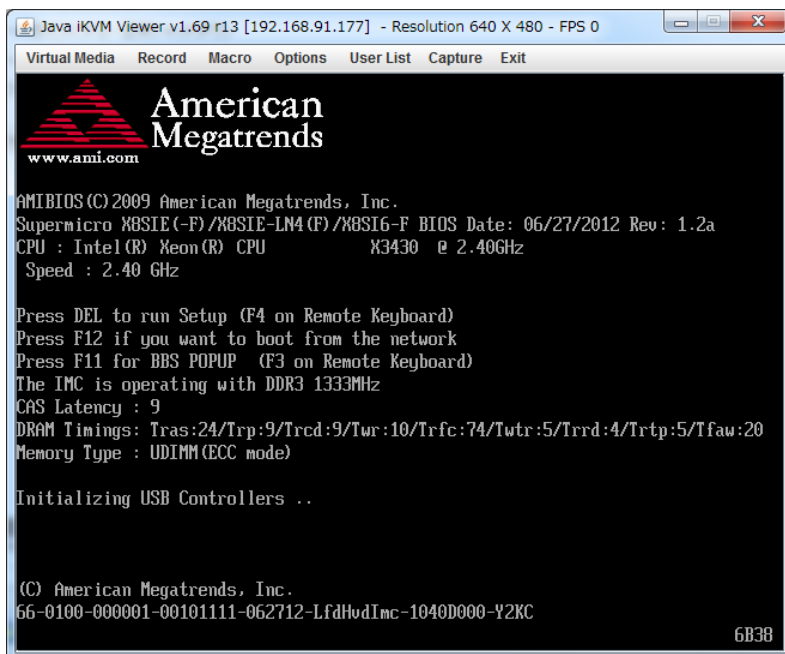 Java iKVM Viewer v1.69 r13 [192.168.91.177] - Resolution 640 X 480 - FPS 0
Virtual Media Record Macro Options User List Capture Exit
American
Megatrends
www.ami.com
AMIBIOS(C)2009 American Megatrends, Inc.
Supermicro X8SIE(-F)/X8SIE-LN4(F)/X8SI6-F BIOS Date: 06/27/2012 Rev: 1.2a
CPU : Intel(R) Xeon(R) CPU X3430 @ 2.40GHz
Speed : 2.40 GHz
Press DEL to run Setup (F4 on Remote Keyboard)
Press F12 if you want to boot from the network
Press F11 for BBS POPUP (F3 on Remote Keyboard)
The IMC is operating with DDR3 1333MHz
CAS Latency : 9
DRAM Timings: Tras:24/Trp:9/Trcd:9/Twr:10/Trfc:74/Twtr:5/Trrd:4/Trtp:5/Tfaw:20
Memory Type : UDIMM(ECC mode)
Initializing USB Controllers ..
(C) American Megatrends, Inc.
66-0100-000001-00101111-062712-LfdHvdImc-1040D000-Y2KC
6B38